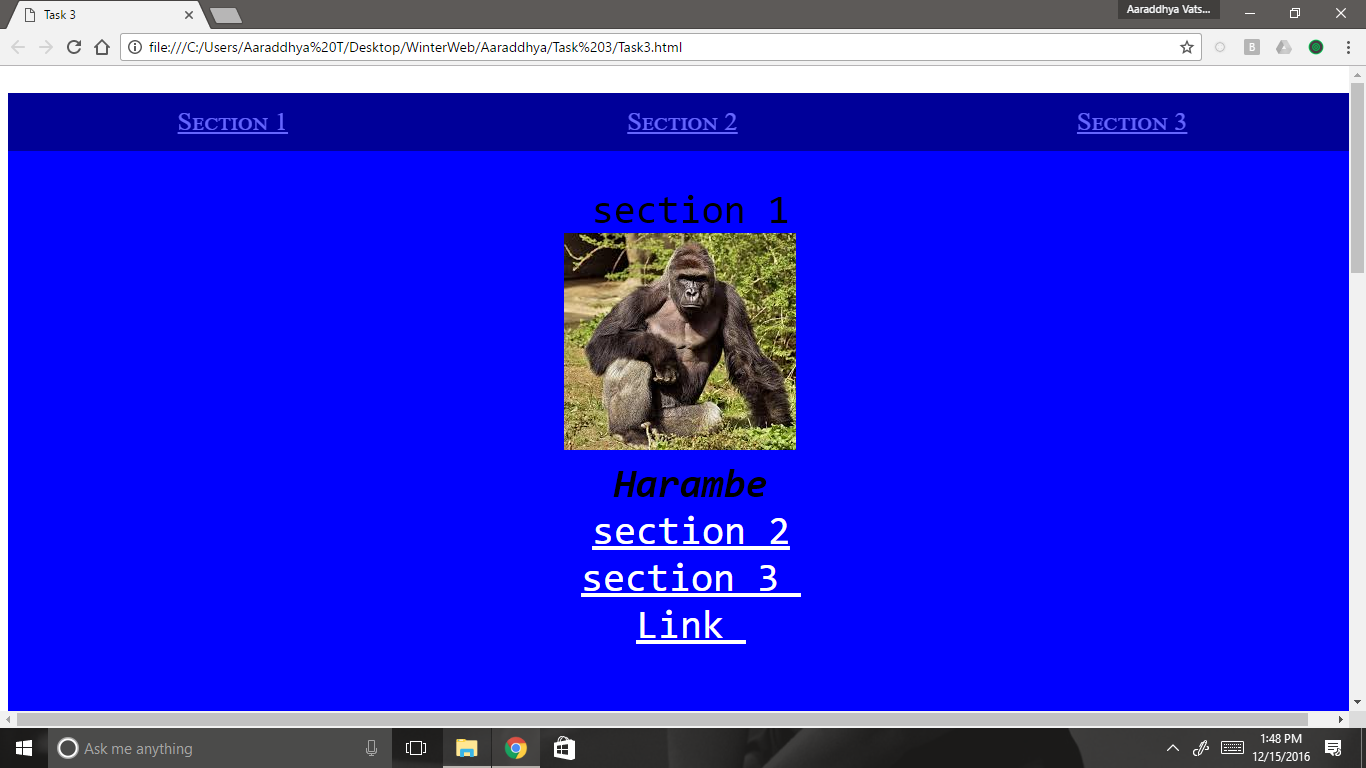 Task 3
Aaraddhya Vats...
file:///C:/Users/Aaraddhya%20T/Desktop/WinterWeb/Aaraddhya/Task%203/Task3.html
B
Section 1 Section 2 Section 3
section 1
Harambe
section 2
section 3
Link
Ask me anything
1:48 PM
12/15/2016